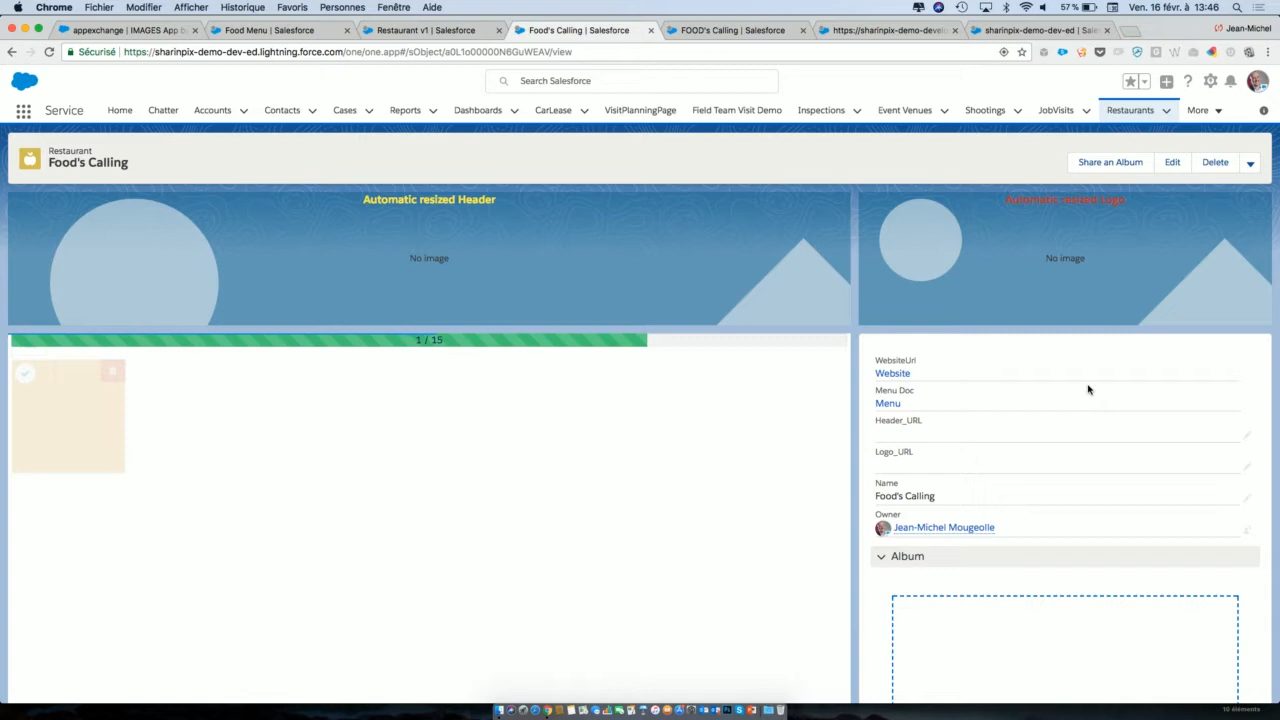 Chrome Fichier Modifier Afficher Historique Favoris Personnes Fenêtre Aide 57 % Ven. 16 févr. à 13:46
appexchange | IMAGES App b Food Menu | Salesforce Restaurant v1 | Salesforce Food's Calling | Salesforce FOOD's Calling | Salesforce https://sharinpix-demo-devel sharinpix-demo-dev-ed | Sale Jean-Michel
Sécurisé https://sharinpix-demo-dev-ed.lightning.force.com/one/one.app#/sObject/a0L1o00000N6GuWEAV/view
Search Salesforce
Service Home Chatter Accounts Contacts Cases Reports Dashboards CarLease VisitPlanningPage Field Team Visit Demo Inspections Event Venues Shootings JobVisits Restaurants More
Restaurant
Food's Calling
Share an Album Edit Delete
Automatic resized Header
Automatic resized Logo
No image
No image
1 / 15
WebsiteUrl
Website
Menu Doc
Menu
Header_URL
Logo_URL
Name
Food's Calling
Owner
Jean-Michel Mougeolle
Album
10 éléments